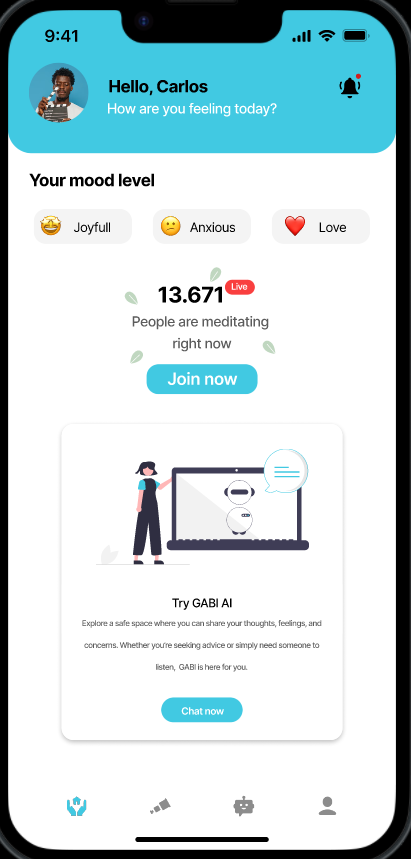 9:41
Hello, Carlos
How are you feeling today?
Your mood level
Joyfull
Anxious
Love
13.671 Live
People are meditating
right now
Join now
Try GABI AI
Explore a safe space where you can share your thoughts, feelings, and
concerns. Whether you're seeking advice or simply need someone to
listen, GABI is here for you.
Chat now